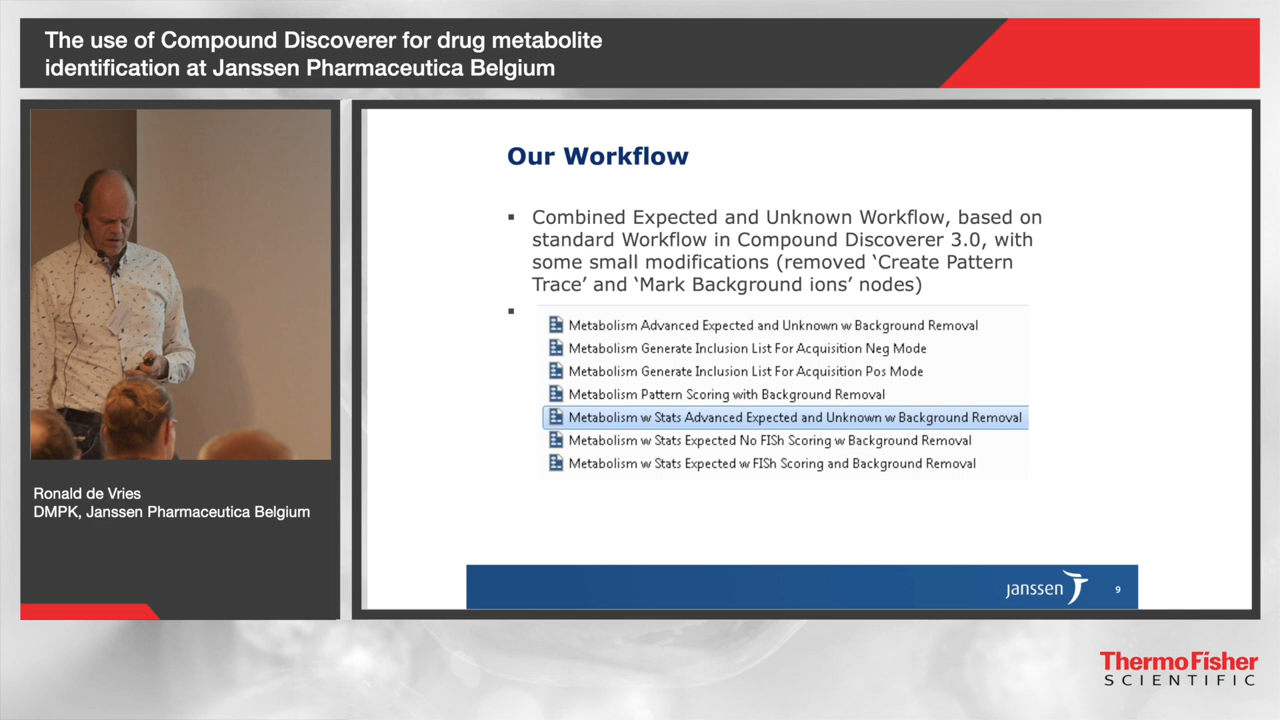 The use of Compound Discoverer for drug metabolite
identification at Janssen Pharmaceutica Belgium
Ronald de Vries
DMPK, Janssen Pharmaceutica Belgium
Our Workflow
▪ Combined Expected and Unknown Workflow, based on
standard Workflow in Compound Discoverer 3.0, with
some small modifications (removed ‘Create Pattern
Trace’ and ‘Mark Background ions’ nodes)
▪
Metabolism Advanced Expected and Unknown w Background Removal
Metabolism Generate Inclusion List For Acquisition Neg Mode
Metabolism Generate Inclusion List For Acquisition Pos Mode
Metabolism Pattern Scoring with Background Removal
Metabolism w Stats Advanced Expected and Unknown w Background Removal
Metabolism w Stats Expected No FISh Scoring w Background Removal
Metabolism w Stats Expected w FISh Scoring and Background Removal
janssen
9
ThermoFisher
SCIENTIFIC